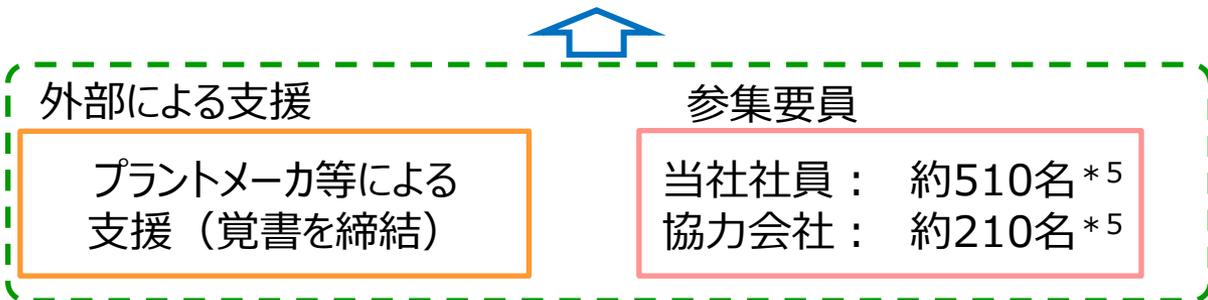 外部による支援
プラントメーカ等による
支援（覚書を締結）
参集要員
当社社員： 約510名*5
協力会社： 約210名*5